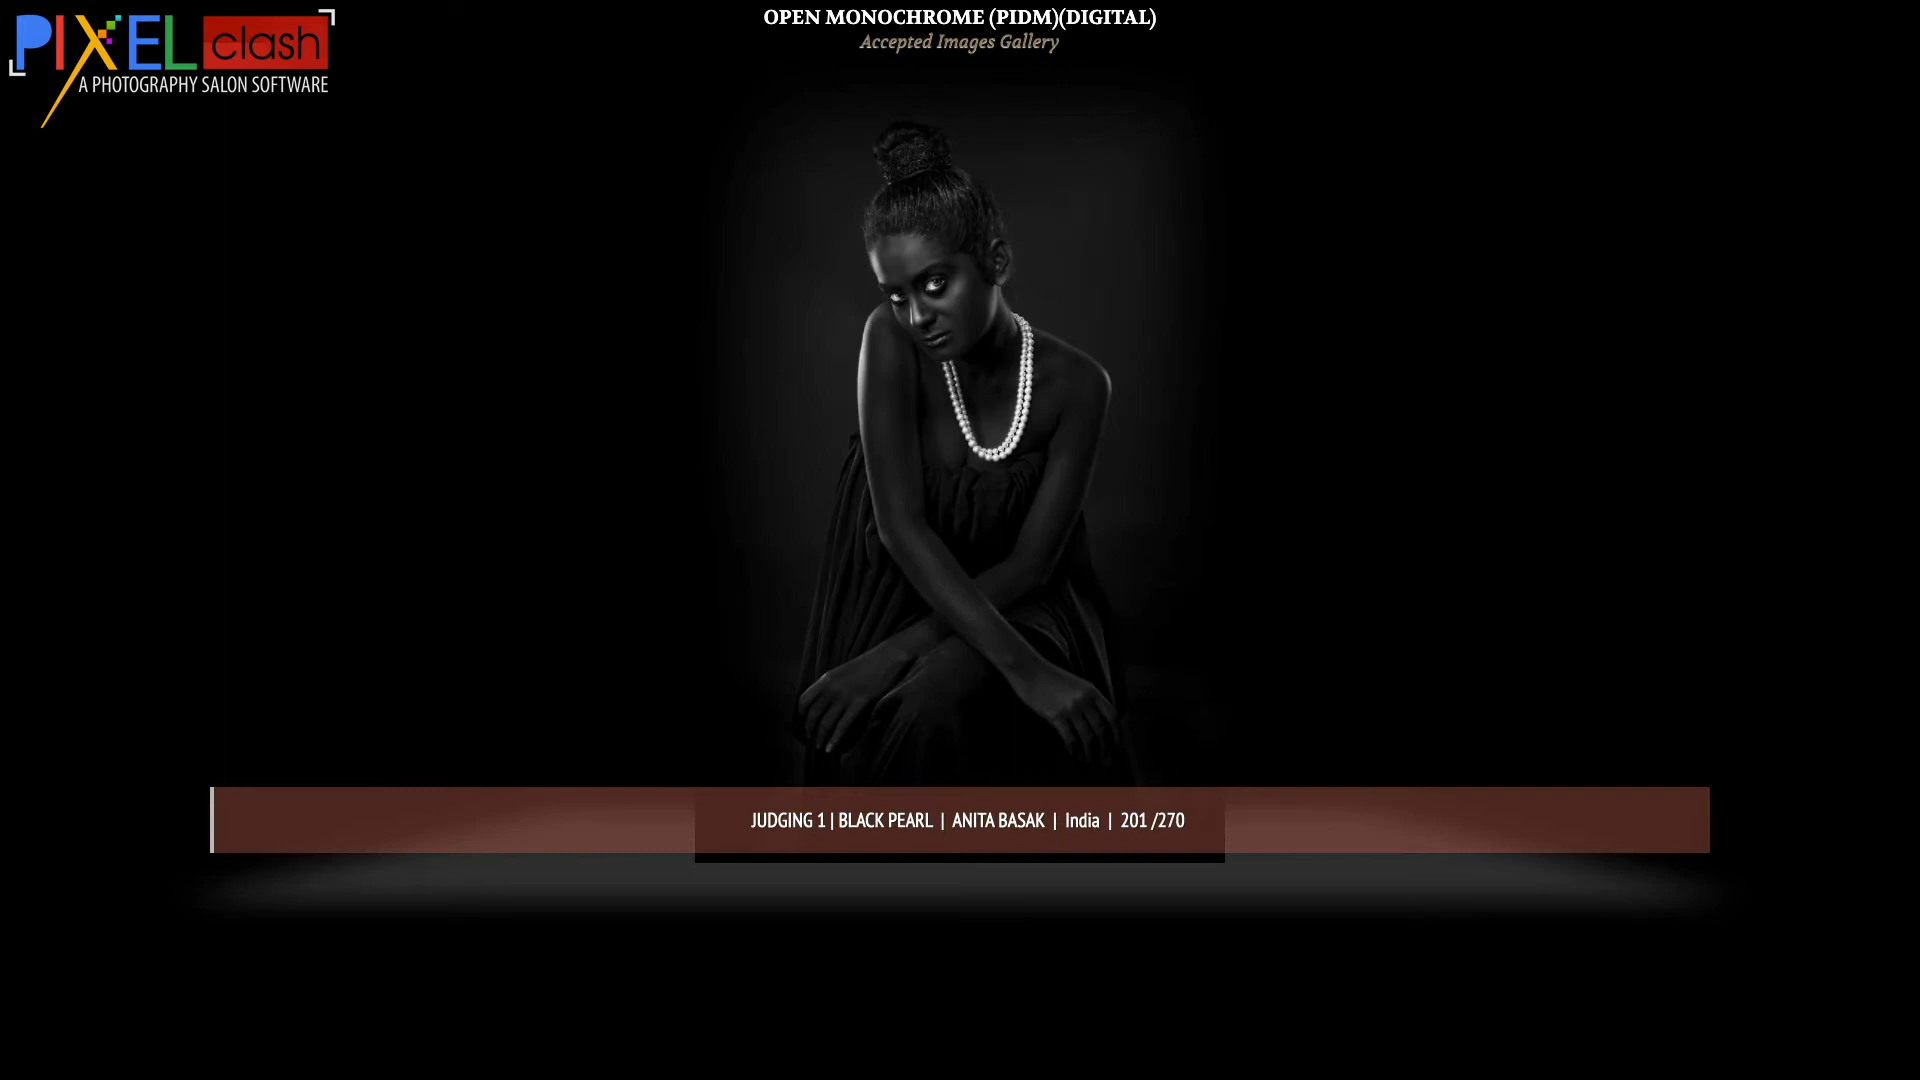 PIXEL clash
A PHOTOGRAPHY SALON SOFTWARE
OPEN MONOCHROME (PIDM)(DIGITAL)
Accepted Images Gallery
JUDGING 1 | BLACK PEARL | ANITA BASAK | India | 201 /270